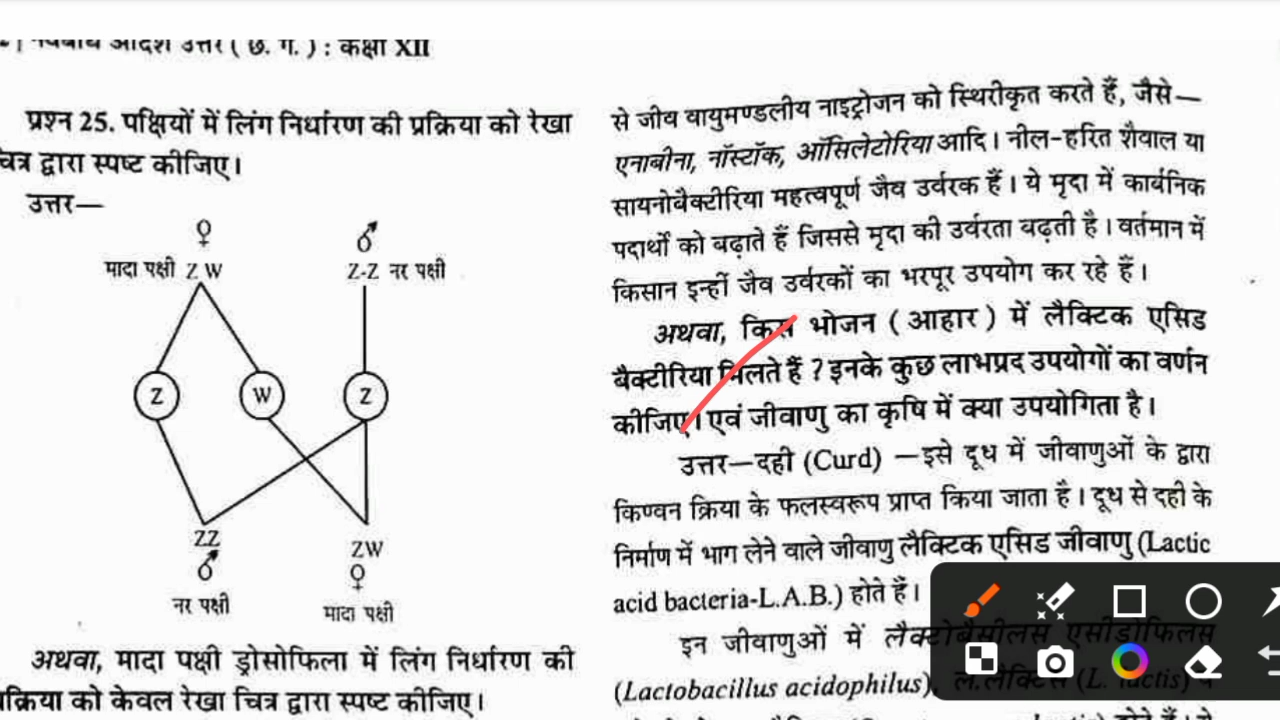 आदर्श उत्तर ( छ. ग. ) : कक्षा XII
प्रश्न 25. पक्षियों में लिंग निर्धारण की प्रक्रिया को रेखा
चित्र द्वारा स्पष्ट कीजिए।
उत्तर—
♀ ♂
मादा पक्षी Z W Z-Z नर पक्षी
Z W Z
ZZ ZW
♂ ♀
नर पक्षी मादा पक्षी
अथवा, मादा पक्षी ड्रोसोफिला में लिंग निर्धारण की
प्रक्रिया को केवल रेखा चित्र द्वारा स्पष्ट कीजिए।
से जीव वायुमण्डलीय नाइट्रोजन को स्थिरीकृत करते हैं, जैसे—
एनाबीना, नॉस्टॉक, ऑसिलेटोरिया आदि। नील-हरित शैवाल या
सायनोबैक्टीरिया महत्वपूर्ण जैव उर्वरक हैं। ये मृदा में कार्बनिक
पदार्थों को बढ़ाते हैं जिससे मृदा की उर्वरता बढ़ती है। वर्तमान में
किसान इन्हीं जैव उर्वरकों का भरपूर उपयोग कर रहे हैं।
अथवा, किस भोजन ( आहार ) में लैक्टिक एसिड
बैक्टीरिया मिलते हैं ? इनके कुछ लाभप्रद उपयोगों का वर्णन
कीजिए। एवं जीवाणु का कृषि में क्या उपयोगिता है।
उत्तर—दही (Curd) —इसे दूध में जीवाणुओं के द्वारा
किण्वन क्रिया के फलस्वरूप प्राप्त किया जाता है। दूध से दही के
निर्माण में भाग लेने वाले जीवाणु लैक्टिक एसिड जीवाणु (Lactic
acid bacteria-L.A.B.) होते हैं।
इन जीवाणुओं में लैक्टोबैसीलस एसीडोफिलस
(Lactobacillus acidophilus), ल.लैक्टिस (L. lactis)